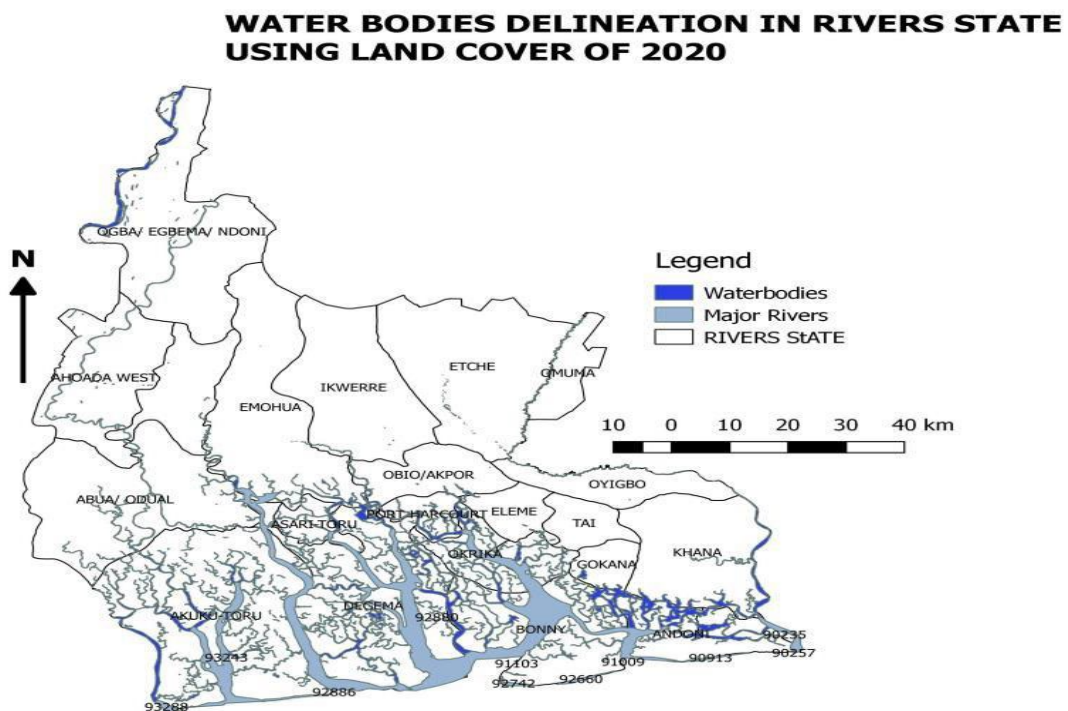 WATER BODIES DELINEATION IN RIVERS STATE
USING LAND COVER OF 2020
OGBA/ EGBEMA/ NDONI
N
Legend
Waterbodies
Major Rivers
RIVERS StATE
AHOADA WEST
EMOHUA
IKWERRE
ETCHE
OMUMA
10 0 10 20 30 40 km
OBIO/AKPOR
OYIGBO
ABUA/ ODUAL
ASARI-TORU
PORT-HARCOURT
ELEME
TAI
OKRIKA
GOKANA
KHANA
AKUKU-TORU
DEGEMA
92880
BONNY
ANDONI
90235
90257
93243
91103
91009
90913
92886
92742
92660
93288